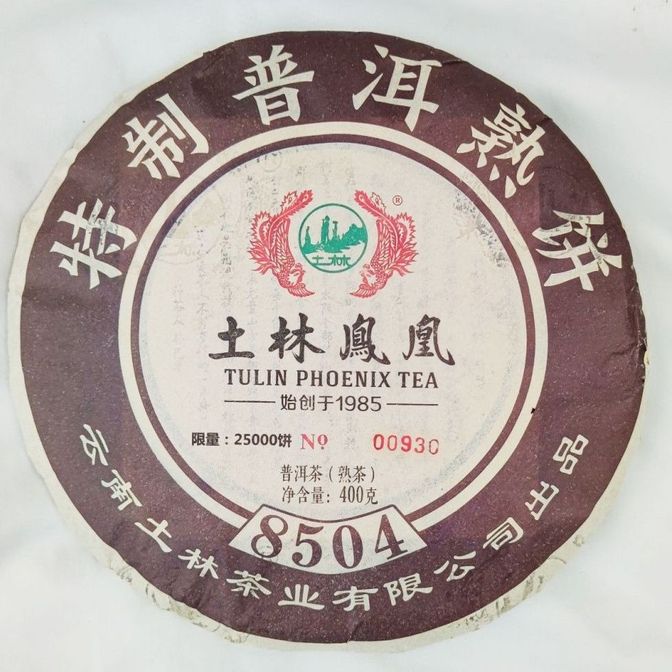 特制普洱熟饼
®
土林
土林鳳凰
TULIN PHOENIX TEA
始创于1985
限量：25000饼 № 00930
普洱茶（熟茶）
净含量：400克
8504
云南土林茶业有限公司出品